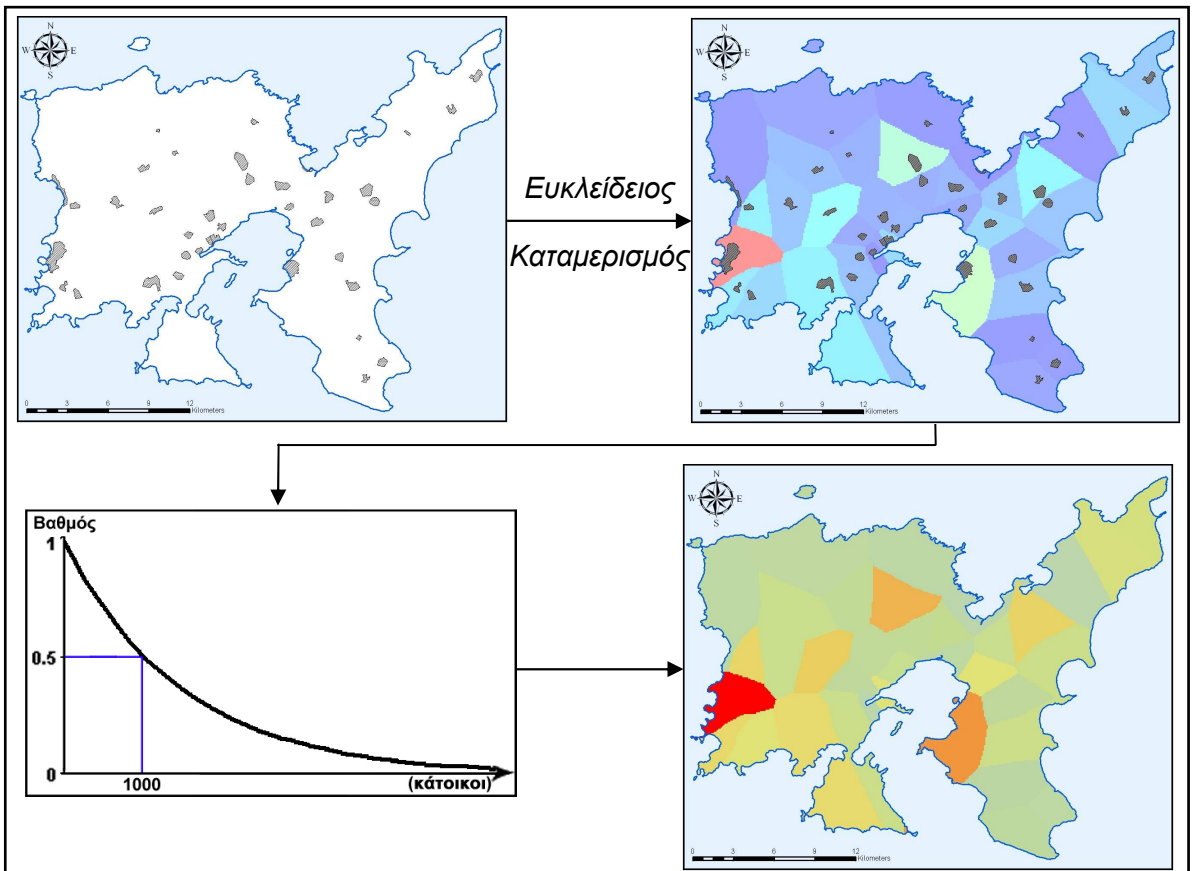 N
W E
S
0 3 6 9 12
Kilometers
Ευκλείδειος
Καταμερισμός
N
W E
S
0 3 6 9 12
Kilometers
Βαθμός
1
0.5
0
1000
(κάτοικοι)
N
W E
S
0 3 6 9 12
Kilometers